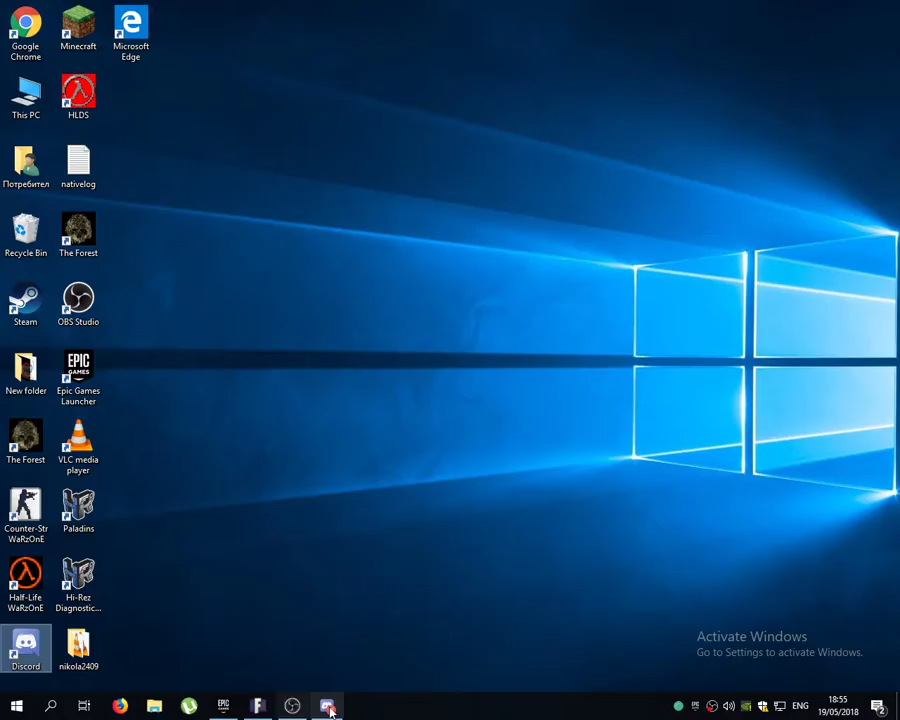 Google
Chrome
Minecraft
Microsoft
Edge
This PC
HLDS
Потребител
nativelog
Recycle Bin
The Forest
Steam
OBS Studio
New folder
EPIC
GAMES
Epic Games
Launcher
The Forest
VLC media
player
Counter-Str
WaRzOnE
Paladins
Half-Life
WaRzOnE
Hi-Rez
Diagnostic...
Discord
nikola2409
Activate Windows
Go to Settings to activate Windows.
EPIC
F
ENG
18:55
19/05/2018
2